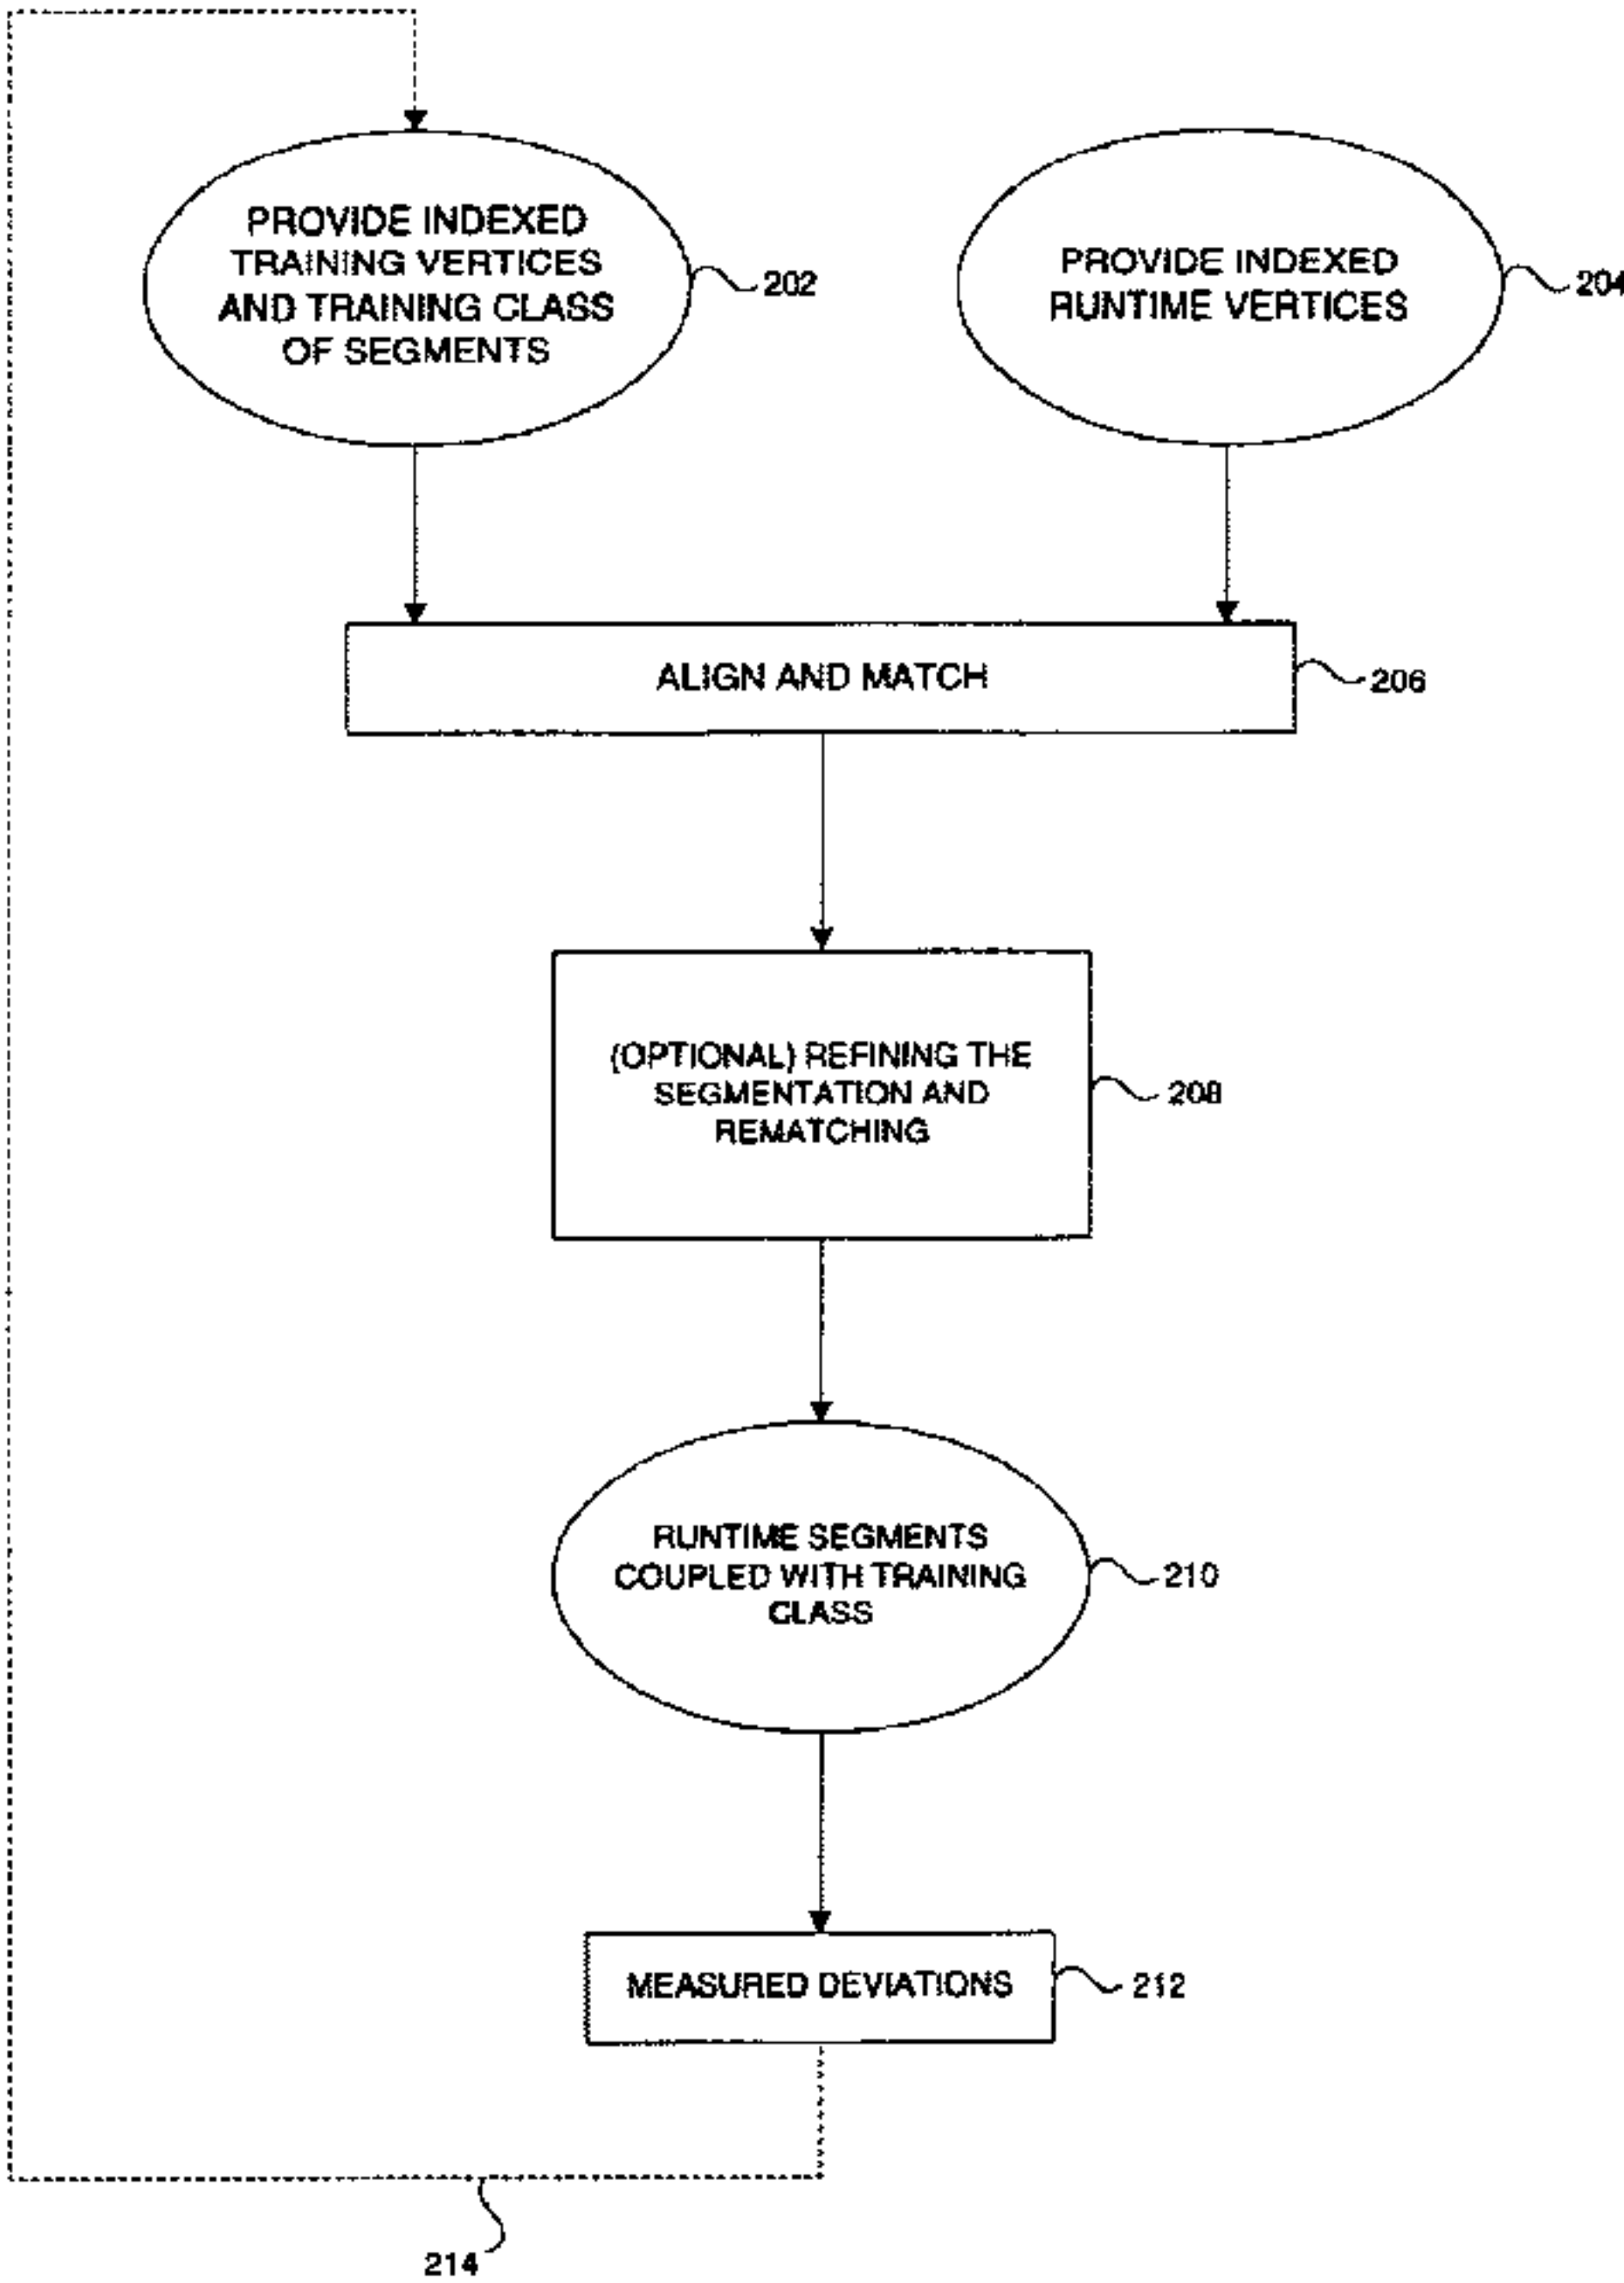 PROVIDE INDEXED
TRAINING VERTICES
AND TRAINING CLASS
OF SEGMENTS
202
PROVIDE INDEXED
RUNTIME VERTICES
204
ALIGN AND MATCH
206
(OPTIONAL) REFINING THE
SEGMENTATION AND
REMATCHING
208
RUNTIME SEGMENTS
COUPLED WITH TRAINING
CLASS
210
MEASURED DEVIATIONS
212
214